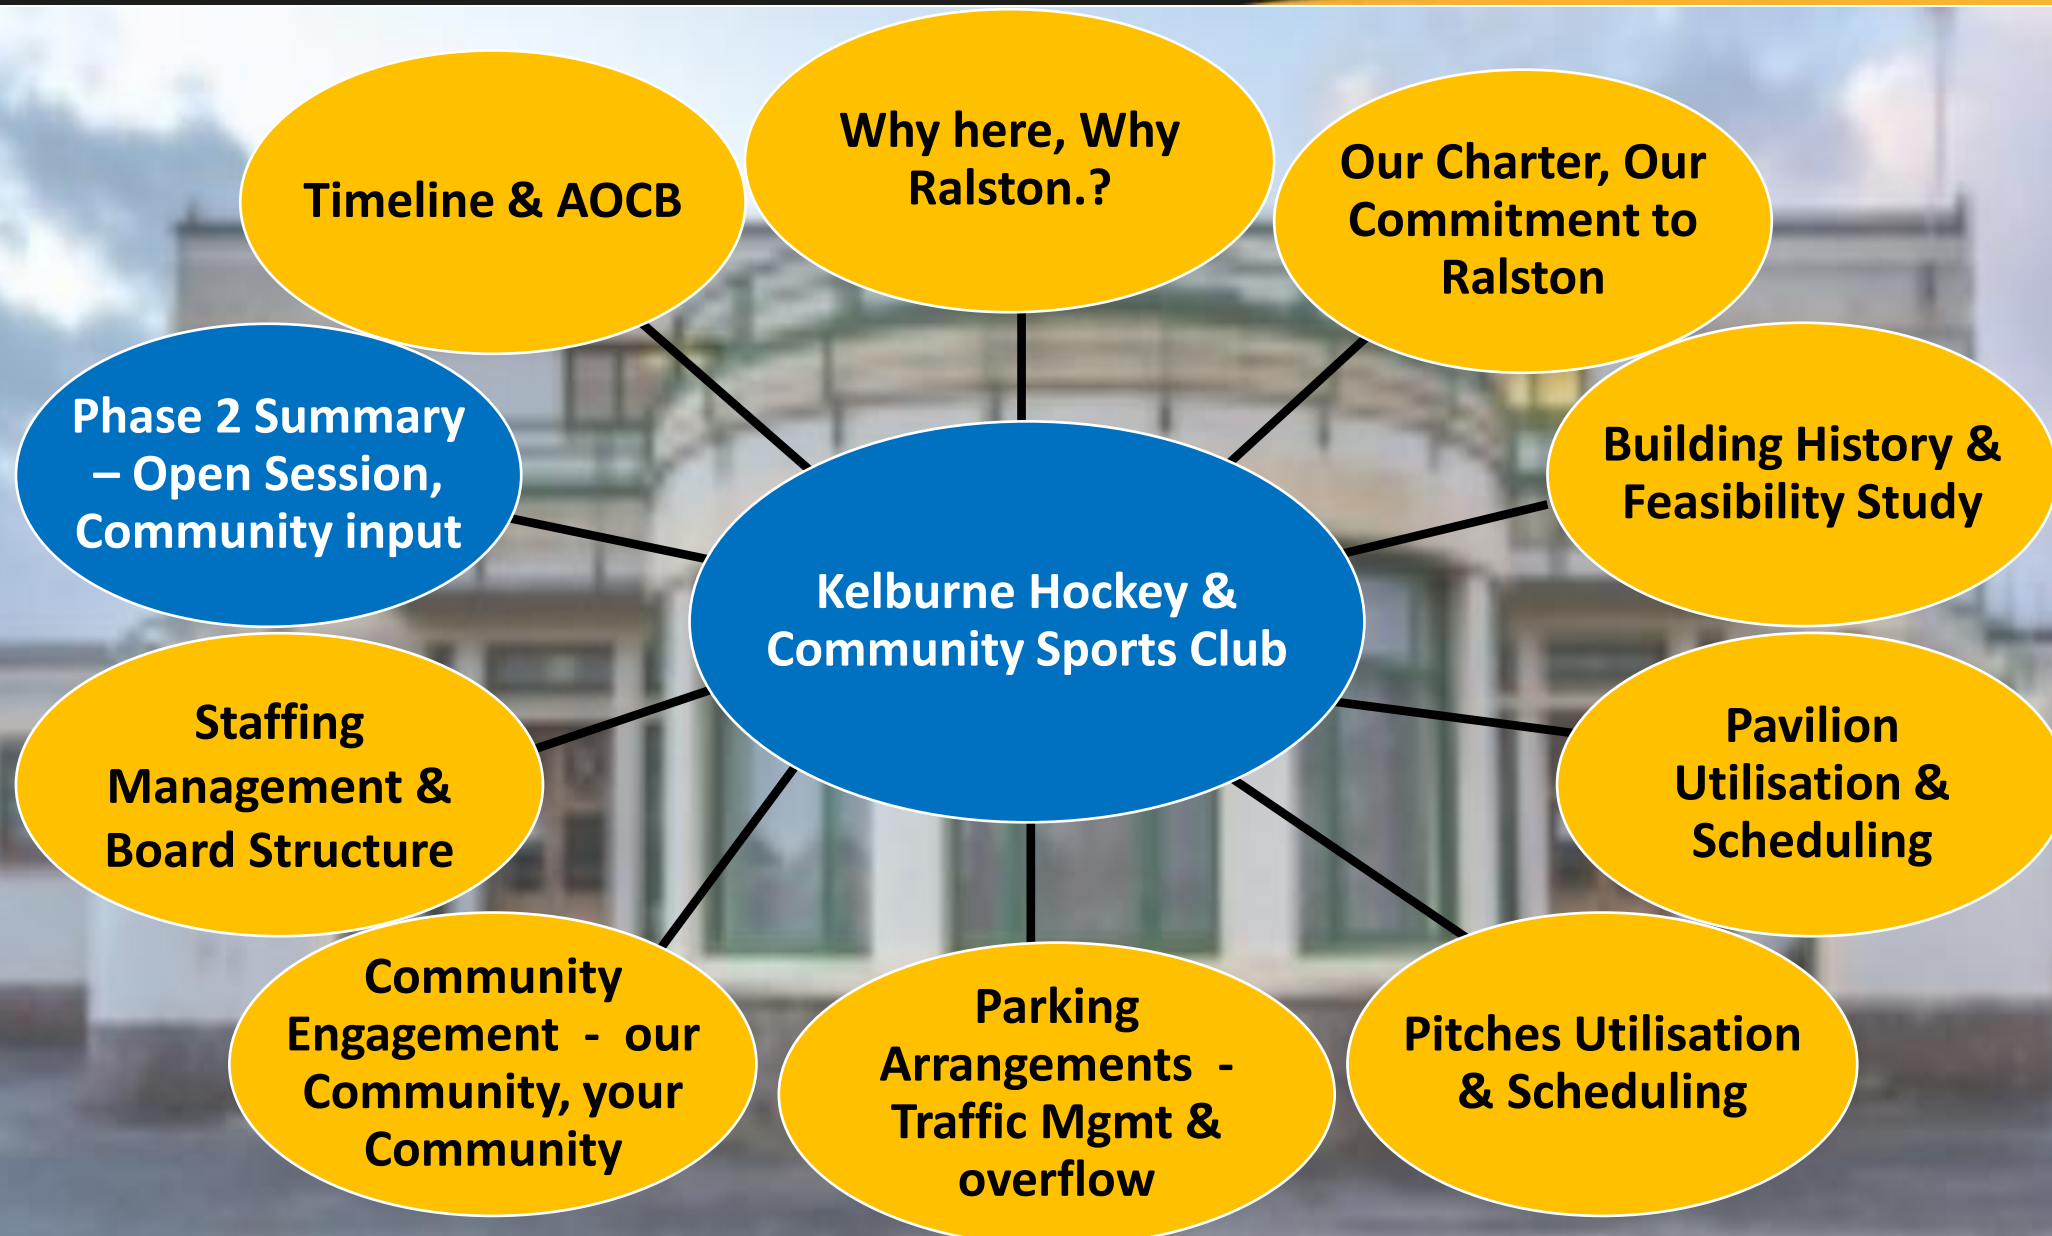 Why here, Why
Ralston.?
Our Charter, Our
Commitment to
Ralston
Building History &
Feasibility Study
Pavilion
Utilisation &
Scheduling
Pitches Utilisation
& Scheduling
Parking
Arrangements  -
Traffic Mgmt &
overflow
Community
Engagement  -  our
Community, your
Community
Staffing
Management &
Board Structure
Phase 2 Summary
– Open Session,
Community input
Timeline & AOCB
Kelburne Hockey &
Community Sports Club